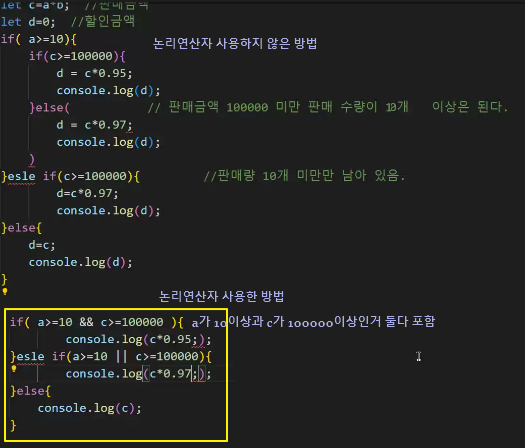 let c=a*b;  //판매금액
let d=0;  //할인금액
if( a>=10){
논리연산자 사용하지 않은 방법
if(c>=100000){
d = c*0.95;
console.log(d);
}else(  // 판매금액 100000 미만 판매 수량이 10개  이상은 된다.
d = c*0.97;
console.log(d);
)
}esle if(c>=100000){  //판매량 10개 미만만 남아 있음.
d=c*0.97;
console.log(d);
}else{
d=c;
console.log(d);
}
논리연산자 사용한 방법
if( a>=10 && c>=100000 ){ a가 10이상과 c가 100000이상인거 둘다 포함
console.log(c*0.95;);
}esle if(a>=10 || c>=100000){
console.log(c*0.97;);
}else{
console.log(c);
}